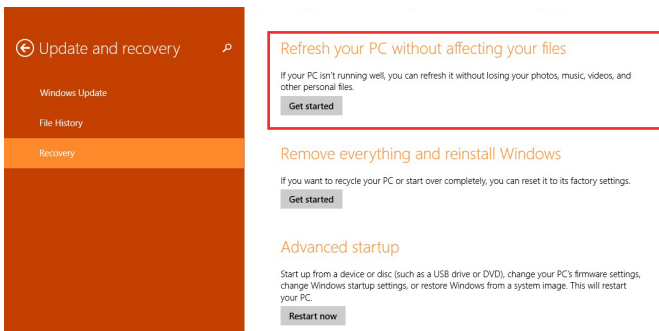 Update and recovery
Windows Update
File History
Recovery
Refresh your PC without affecting your files
If your PC isn't running well, you can refresh it without losing your photos, music, videos, and
other personal files.
Get started
Remove everything and reinstall Windows
If you want to recycle your PC or start over completely, you can reset it to its factory settings.
Get started
Advanced startup
Start up from a device or disc (such as a USB drive or DVD), change your PC's firmware settings,
change Windows startup settings, or restore Windows from a system image. This will restart
your PC.
Restart now